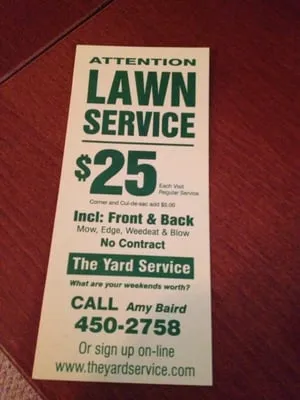 ATTENTION
LAWN
SERVICE
$25 Each Visit
Regular Service
Corner and Cul-de-sac add $5.00
Incl: Front & Back
Mow, Edge, Weedeat & Blow
No Contract
The Yard Service
What are your weekends worth?
CALL Amy Baird
450-2758
Or sign up on-line
www.theyardservice.com